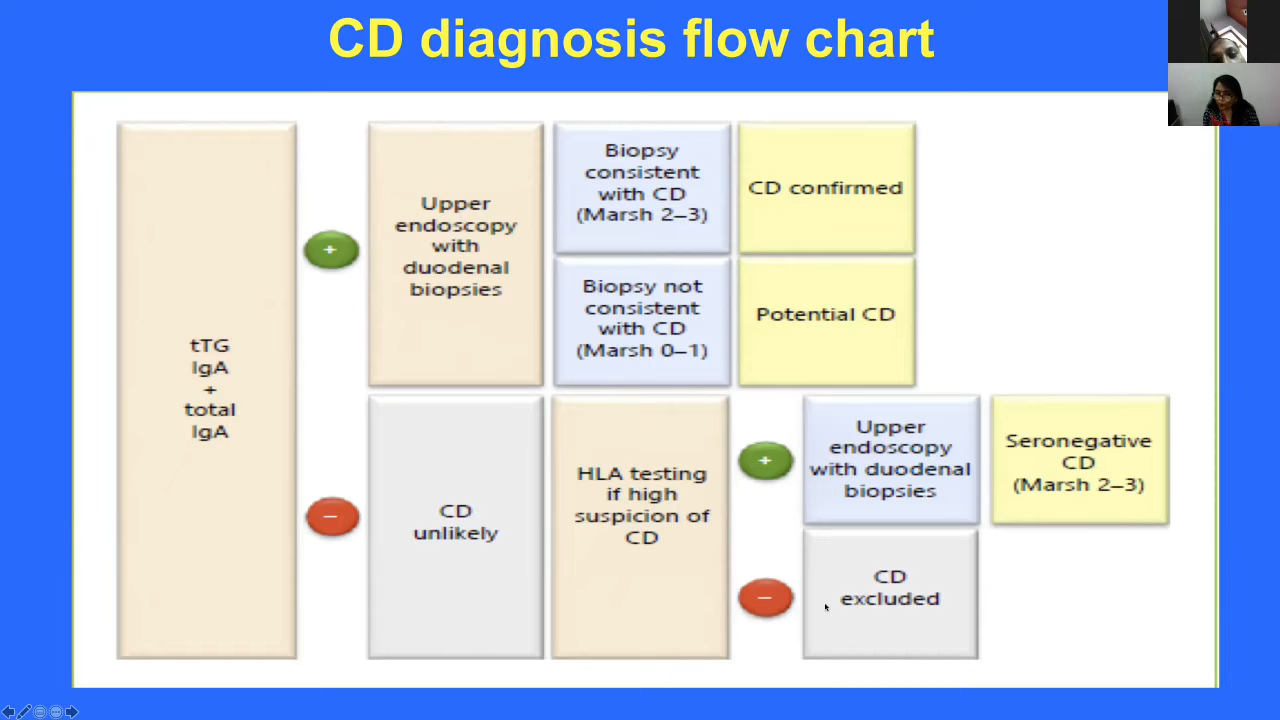 CD diagnosis flow chart
tTG
IgA
+
total
IgA
+
Upper
endoscopy
with
duodenal
biopsies
Biopsy
consistent
with CD
(Marsh 2–3)
CD confirmed
Biopsy not
consistent
with CD
(Marsh 0–1)
Potential CD
–
CD
unlikely
HLA testing
if high
suspicion of
CD
+
Upper
endoscopy
with duodenal
biopsies
Seronegative
CD
(Marsh 2–3)
–
CD
excluded